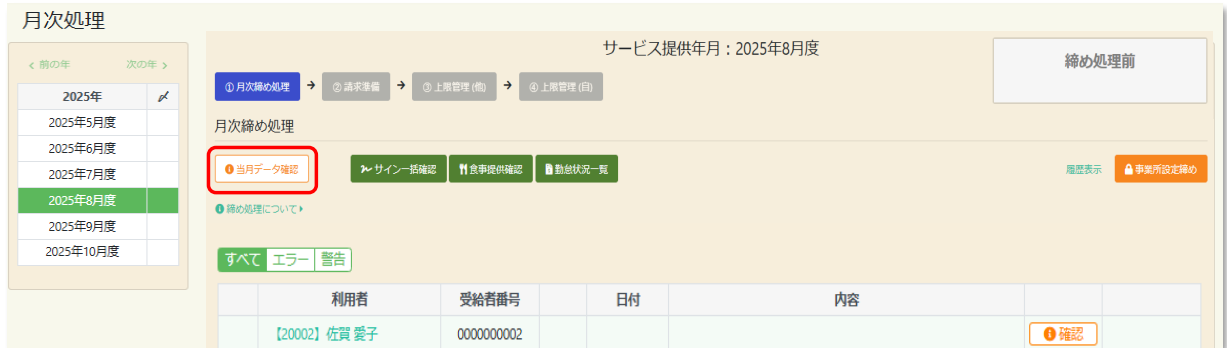 月次処理
サービス提供年月：2025年8月度
締め処理前
< 前の年 次の年 >
① 月次締め処理 → ② 請求準備 → ③ 上限管理 (他) → ④ 上限管理 (自)
2025年
2025年5月度
2025年6月度
2025年7月度
2025年8月度
2025年9月度
2025年10月度
月次締め処理
当月データ確認 サイン一括確認 食事提供確認 勤怠状況一覧 履歴表示 事業所設定締め
締め処理について
すべて エラー 警告
利用者 受給者番号 日付 内容
【20002】佐賀 愛子 0000000002 確認